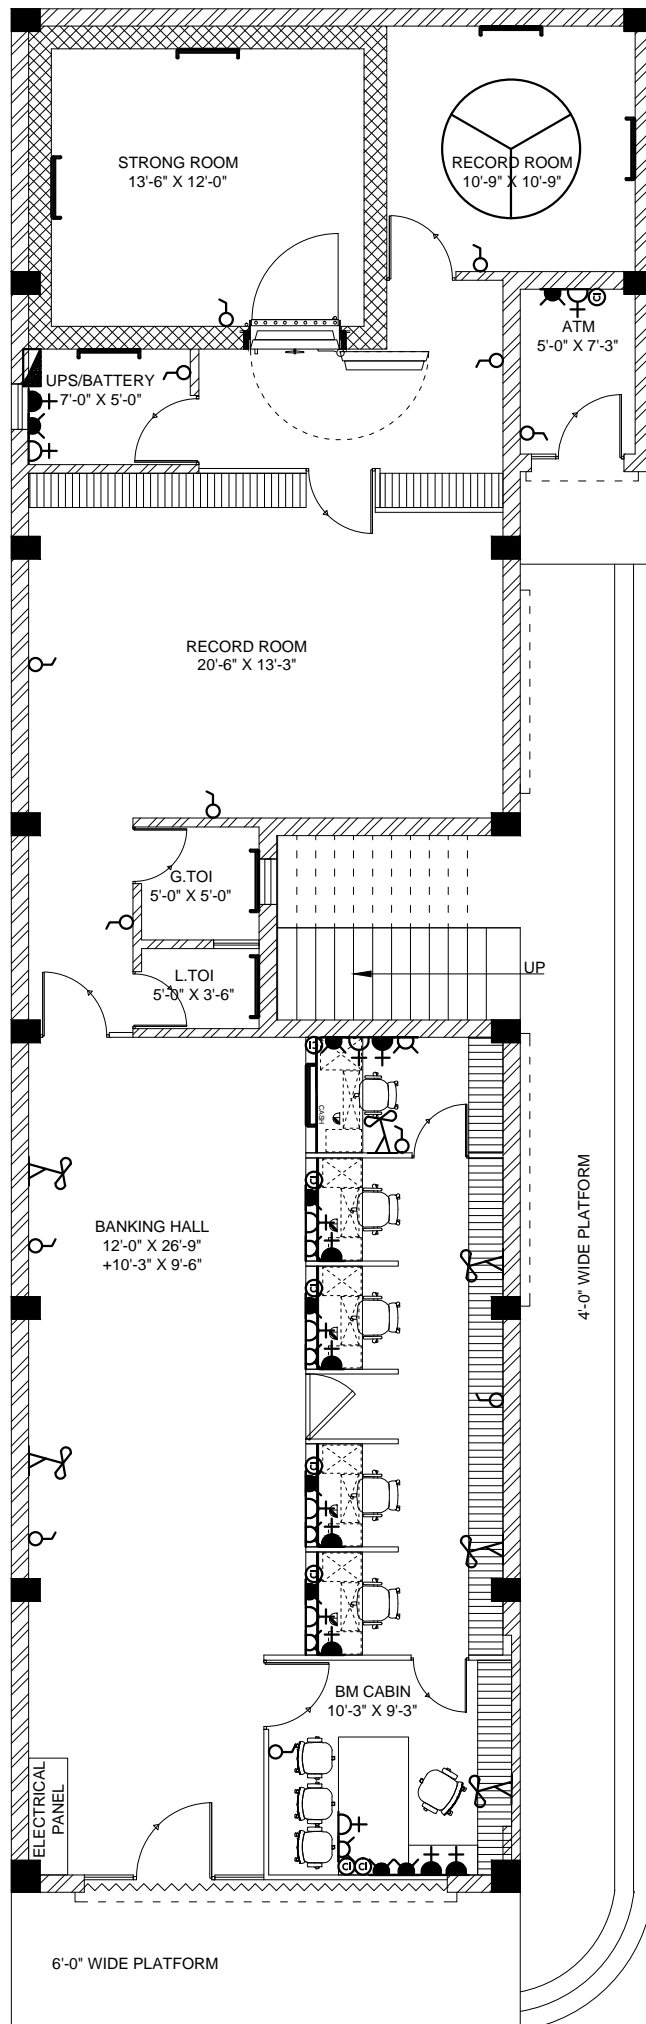 STRONG ROOM
13'-6" X 12'-0"
RECORD ROOM
10'-9" X 10'-9"
ATM
5'-0" X 7'-3"
UPS/BATTERY
7'-0" X 5'-0"
RECORD ROOM
20'-6" X 13'-3"
G.TOI
5'-0" X 5'-0"
L.TOI
5'-0" X 3'-6"
UP
CASH
BANKING HALL
12'-0" X 26'-9"
+10'-3" X 9'-6"
4'-0" WIDE PLATFORM
BM CABIN
10'-3" X 9'-3"
ELECTRICAL
PANEL
6'-0" WIDE PLATFORM